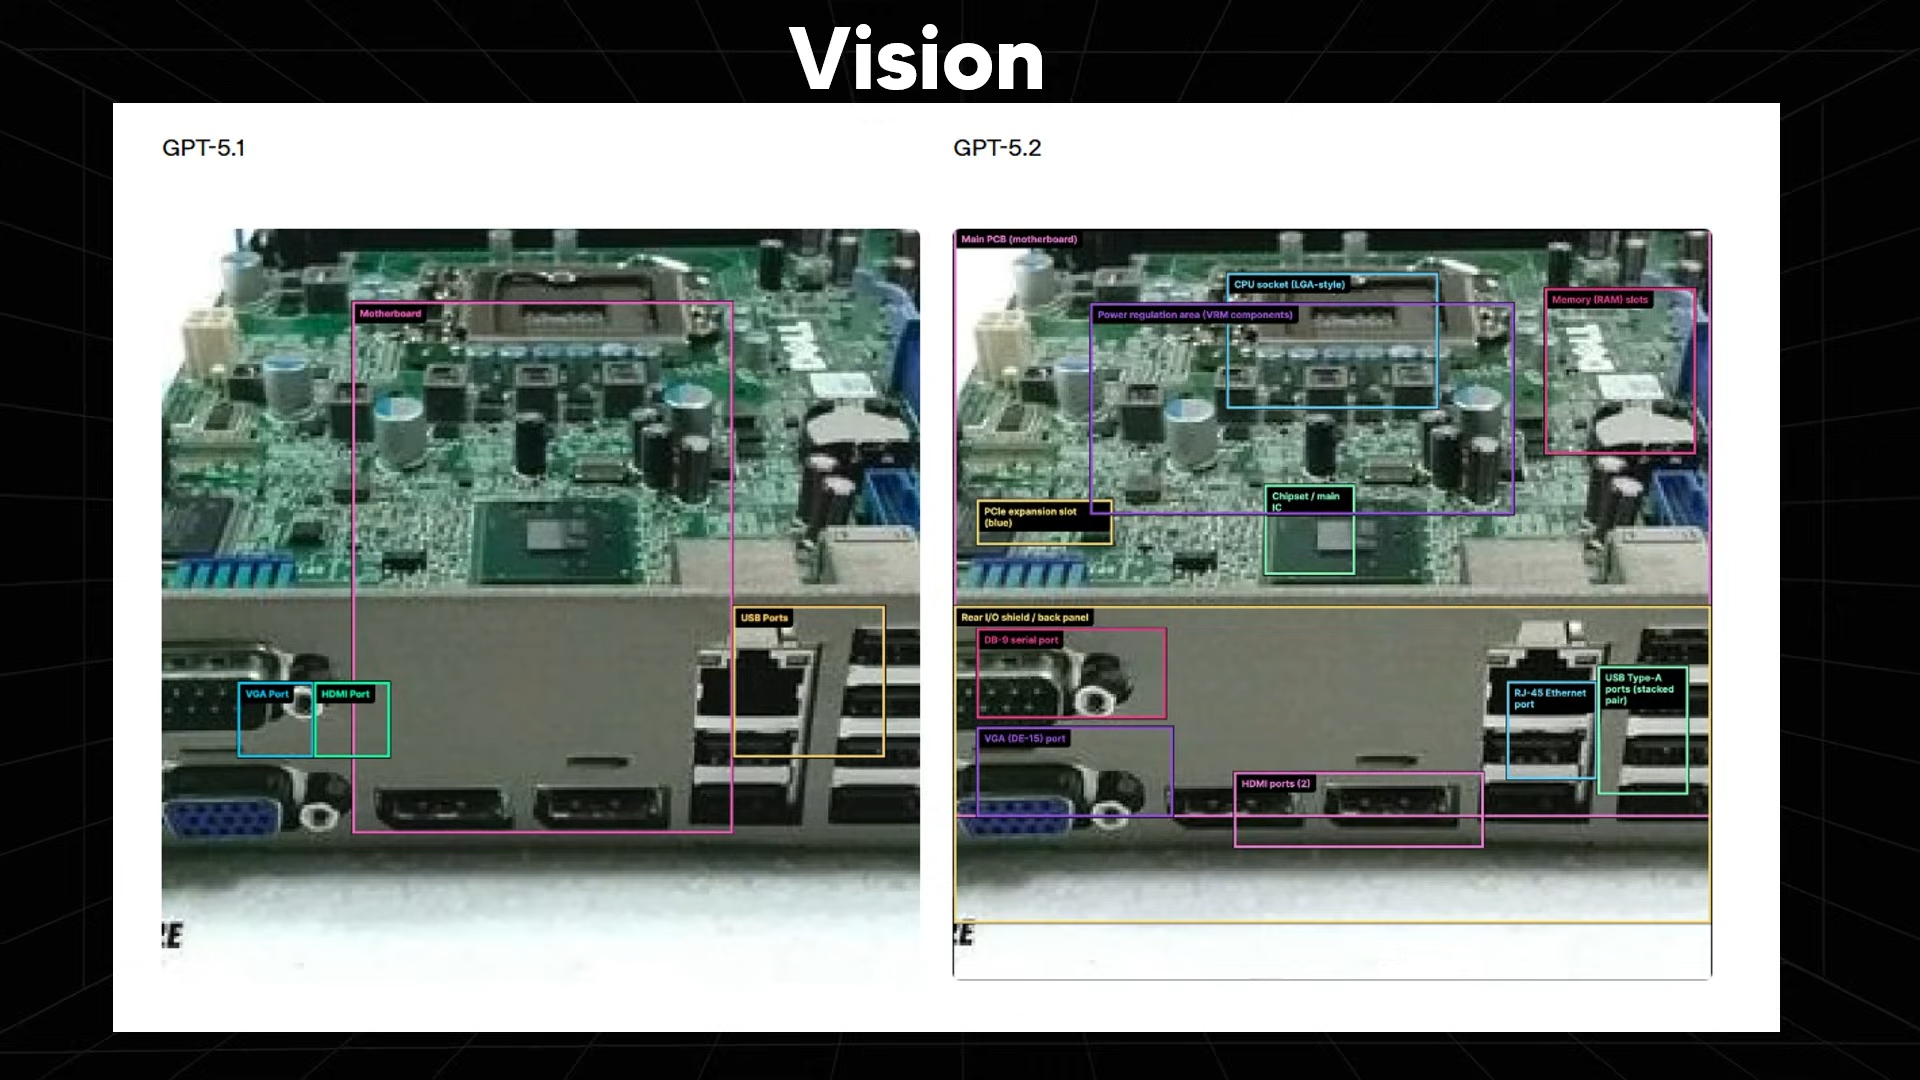 Vision
GPT-5.1
GPT-5.2
Motherboard
USB Ports
VGA Port
HDMI Port
ƎE
Main PCB (motherboard)
CPU socket (LGA-style)
Memory (RAM) slots
Power regulation area (VRM components)
Chipset / main
IC
PCIe expansion slot
(blue)
Rear I/O shield / back panel
DB-9 serial port
USB Type-A
ports (stacked
pair)
RJ-45 Ethernet
port
VGA (DE-15) port
HDMI ports (2)